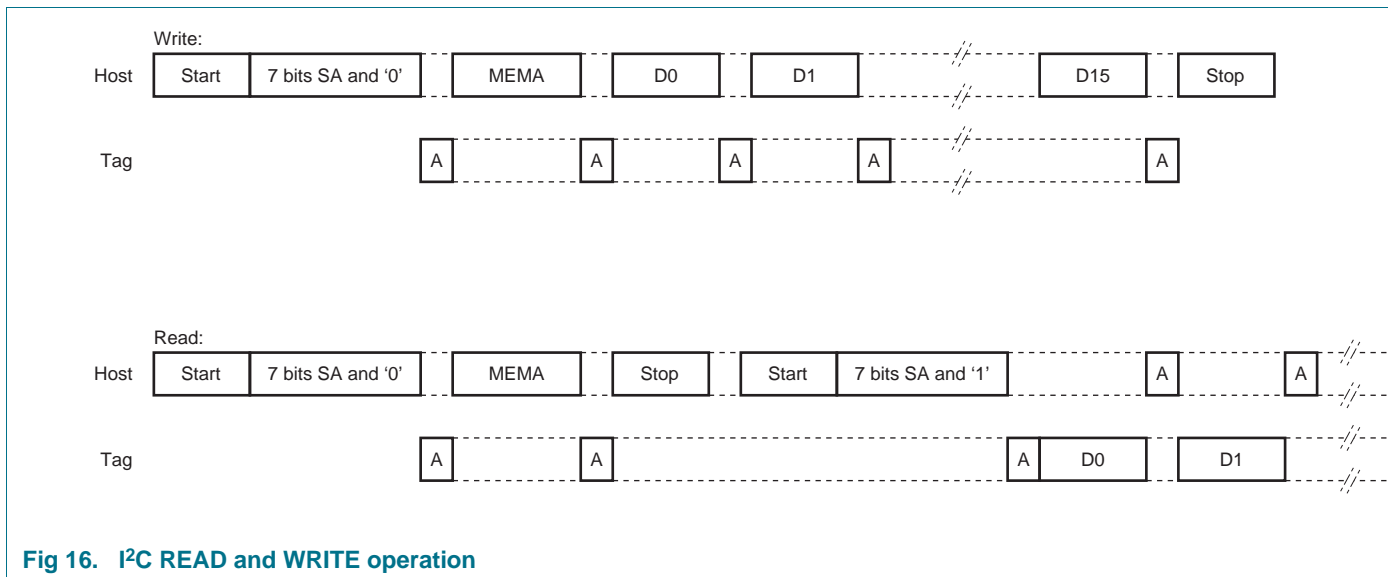 Write:
Host Start 7 bits SA and ‘0’ MEMA D0 D1 D15 Stop
Tag A A A A A
Read:
Host Start 7 bits SA and ‘0’ MEMA Stop Start 7 bits SA and ‘1’ A A
Tag A A A D0 D1
Fig 16. I²C READ and WRITE operation